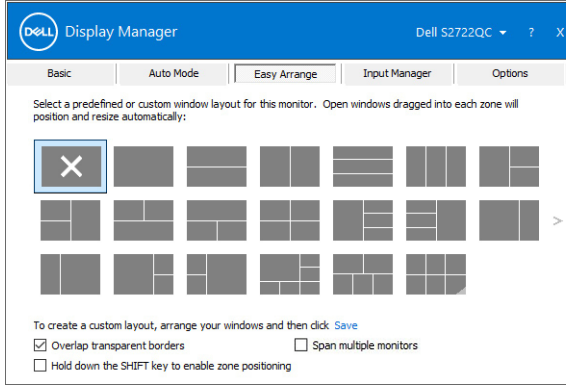 DELL Display Manager Dell S2722QC ? X
Basic Auto Mode Easy Arrange Input Manager Options
Select a predefined or custom window layout for this monitor. Open windows dragged into each zone will
position and resize automatically:
>
To create a custom layout, arrange your windows and then click Save
Overlap transparent borders Span multiple monitors
Hold down the SHIFT key to enable zone positioning